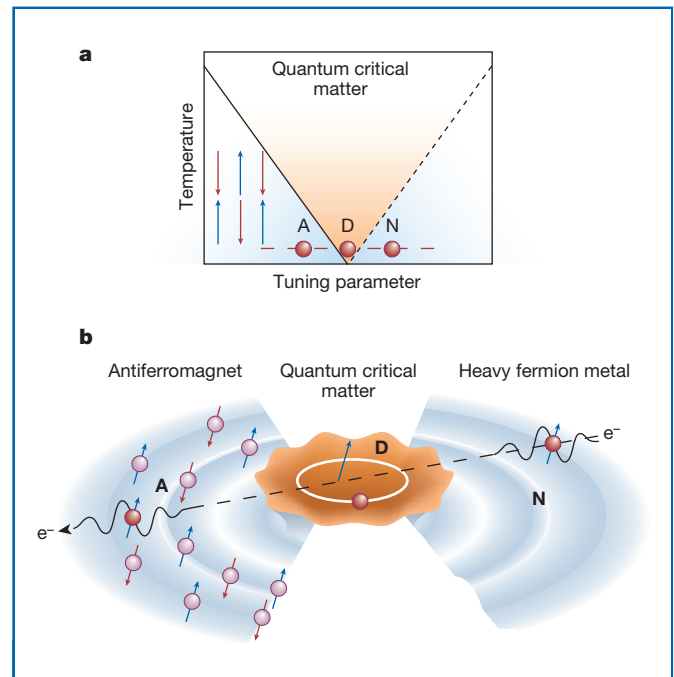 a
Quantum critical
matter
Temperature
A D N
Tuning parameter
b
Antiferromagnet Quantum critical Heavy fermion metal
matter
D
e⁻
A
N
e⁻